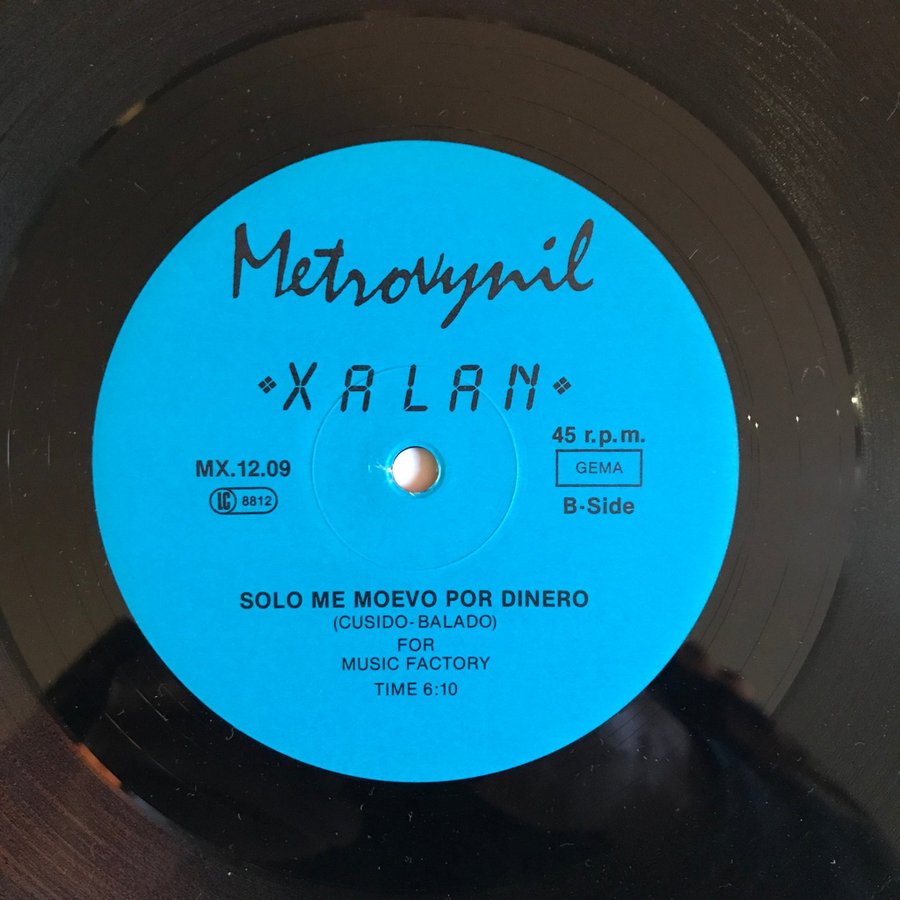 Metrovynil
XALAN
MX.12.09
LC 8812
45 r.p.m.
GEMA
B-Side
SOLO ME MOEVO POR DINERO
(CUSIDO-BALADO)
FOR
MUSIC FACTORY
TIME 6:10